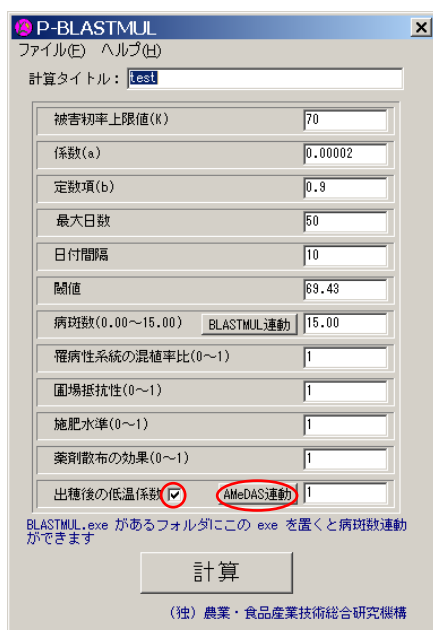 P-BLASTMUL
ファイル(F) ヘルプ(H)
計算タイトル： test
被害籾率上限値(K) 70
係数(a) 0.00002
定数項(b) 0.9
最大日数 50
日付間隔 10
閾値 69.43
病斑数(0.00～15.00) BLASTMUL連動 15.00
罹病性系統の混植率比(0～1) 1
圃場抵抗性(0～1) 1
施肥水準(0～1) 1
薬剤散布の効果(0～1) 1
出穂後の低温係数 AMeDAS連動 1
BLASTMUL.exe があるフォルダにこの exe を置くと病斑数連動
ができます
計算
(独) 農業・食品産業技術総合研究機構